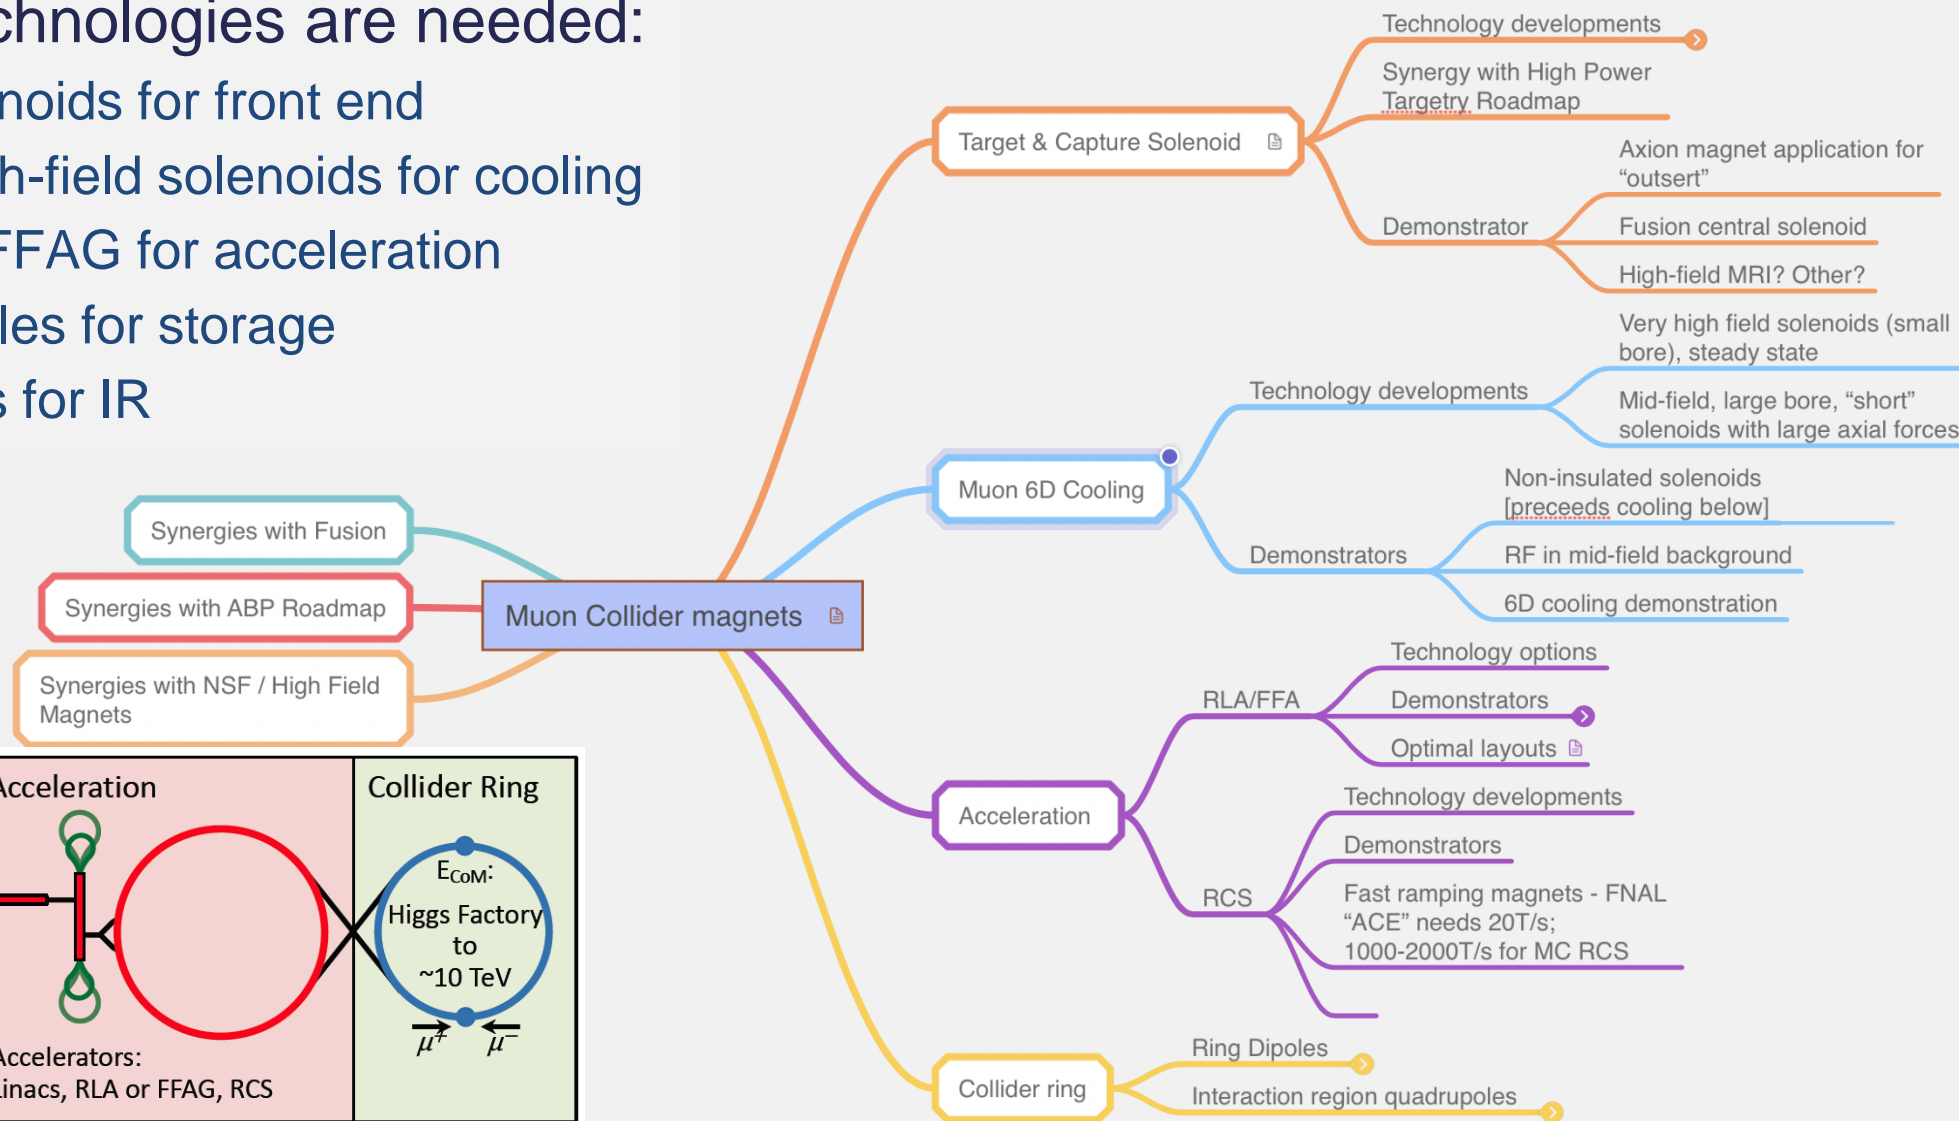 chnologies are needed:
noids for front end
h-field solenoids for cooling
FFAG for acceleration
les for storage
s for IR
Technology developments
Synergy with High Power
Targetry Roadmap
Target & Capture Solenoid
Axion magnet application for
“outsert”
Demonstrator
Fusion central solenoid
High-field MRI? Other?
Very high field solenoids (small
bore), steady state
Technology developments
Mid-field, large bore, “short”
solenoids with large axial forces
Muon 6D Cooling
Non-insulated solenoids
[preceeds cooling below]
Demonstrators
RF in mid-field background
6D cooling demonstration
Synergies with Fusion
Synergies with ABP Roadmap
Synergies with NSF / High Field
Magnets
Muon Collider magnets
Technology options
RLA/FFA
Demonstrators
Optimal layouts
Acceleration
Technology developments
Demonstrators
RCS
Fast ramping magnets - FNAL
“ACE” needs 20T/s;
1000-2000T/s for MC RCS
Collider ring
Ring Dipoles
Interaction region quadrupoles
Acceleration
Collider Ring
E_CoM:
Higgs Factory
to
~10 TeV
μ+ μ−
Accelerators:
Linacs, RLA or FFAG, RCS